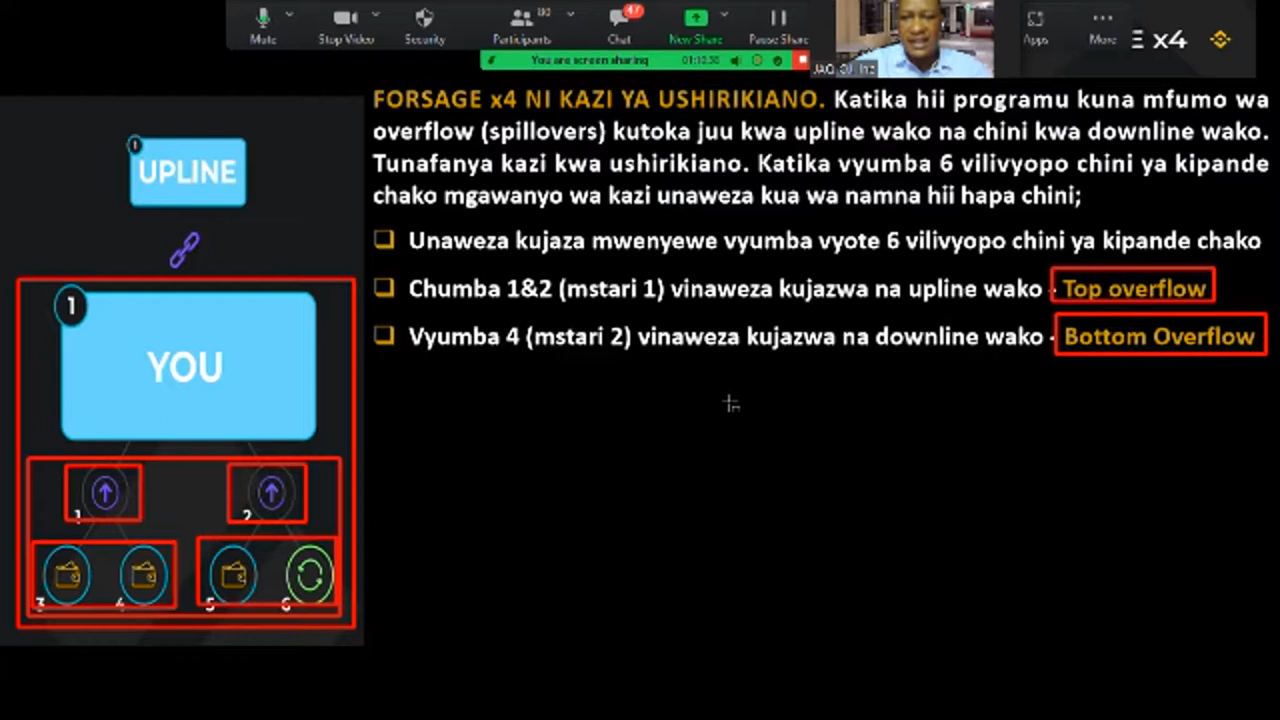 Mute
Stop Video
Security
Participants
Chat
47
New Share
Pause Share
Apps
More
x4
You are screen sharing
FORSAGE x4 NI KAZI YA USHIRIKIANO. Katika hii programu kuna mfumo wa
overflow (spillovers) kutoka juu kwa upline wako na chini kwa downline wako.
Tunafanya kazi kwa ushirikiano. Katika vyumba 6 vilivyopo chini ya kipande
chako mgawanyo wa kazi unaweza kua wa namna hii hapa chini;
Unaweza kujaza mwenyewe vyumba vyote 6 vilivyopo chini ya kipande chako
Chumba 1&2 (mstari 1) vinaweza kujazwa na upline wako - Top overflow
Vyumba 4 (mstari 2) vinaweza kujazwa na downline wako - Bottom Overflow
1
UPLINE
1
YOU
1
2
3
4
5
6